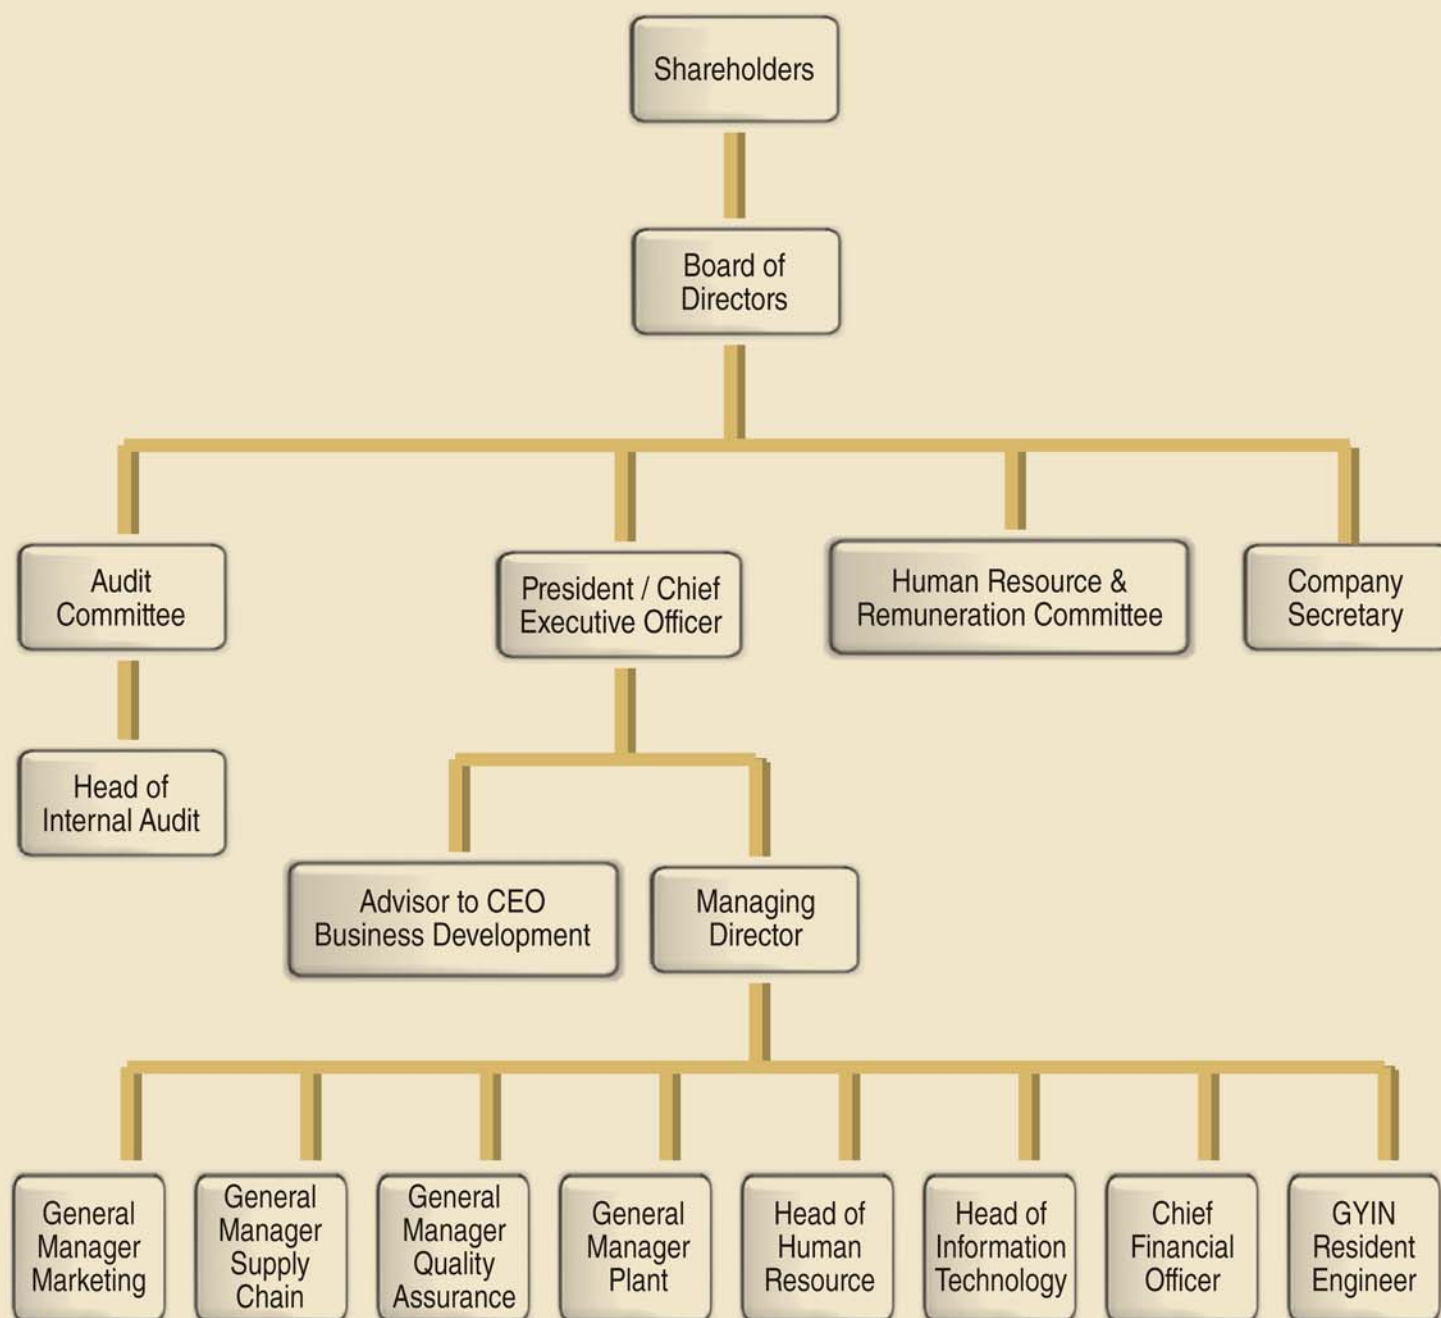 Shareholders
Board of
Directors
Audit
Committee
President / Chief
Executive Officer
Human Resource &
Remuneration Committee
Company
Secretary
Head of
Internal Audit
Advisor to CEO
Business Development
Managing
Director
General
Manager
Marketing
General
Manager
Supply
Chain
General
Manager
Quality
Assurance
General
Manager
Plant
Head of
Human
Resource
Head of
Information
Technology
Chief
Financial
Officer
GYIN
Resident
Engineer